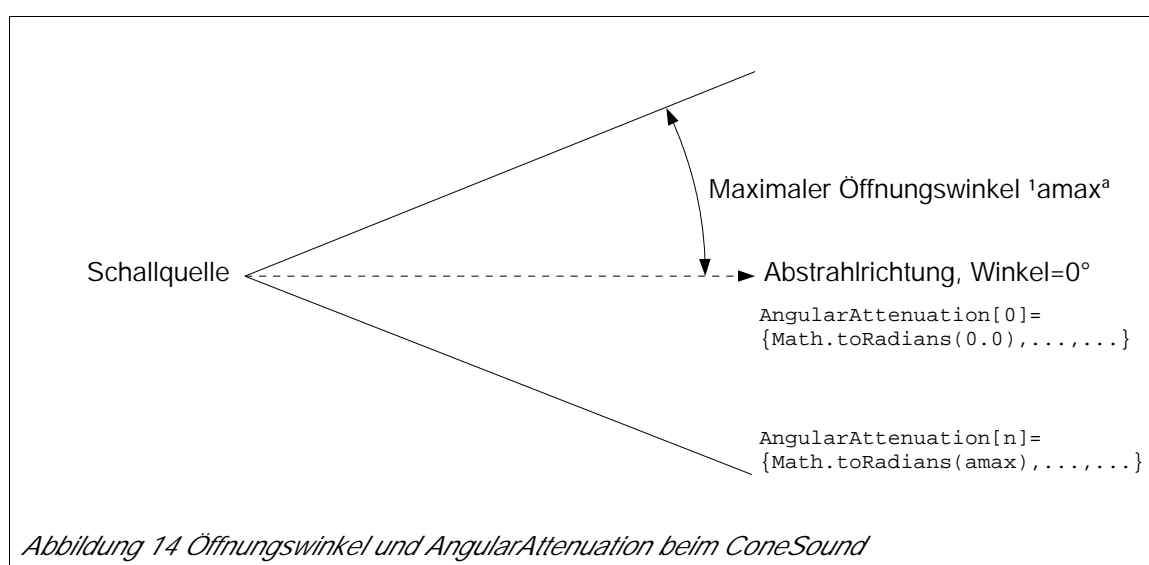 Maximaler Öffnungswinkel ¹amaxª
Schallquelle
Abstrahlrichtung, Winkel=0°
AngularAttenuation[0]=
{Math.toRadians(0.0),...,...}
AngularAttenuation[n]=
{Math.toRadians(amax),...,...}
Abbildung 14 Öffnungswinkel und AngularAttenuation beim ConeSound